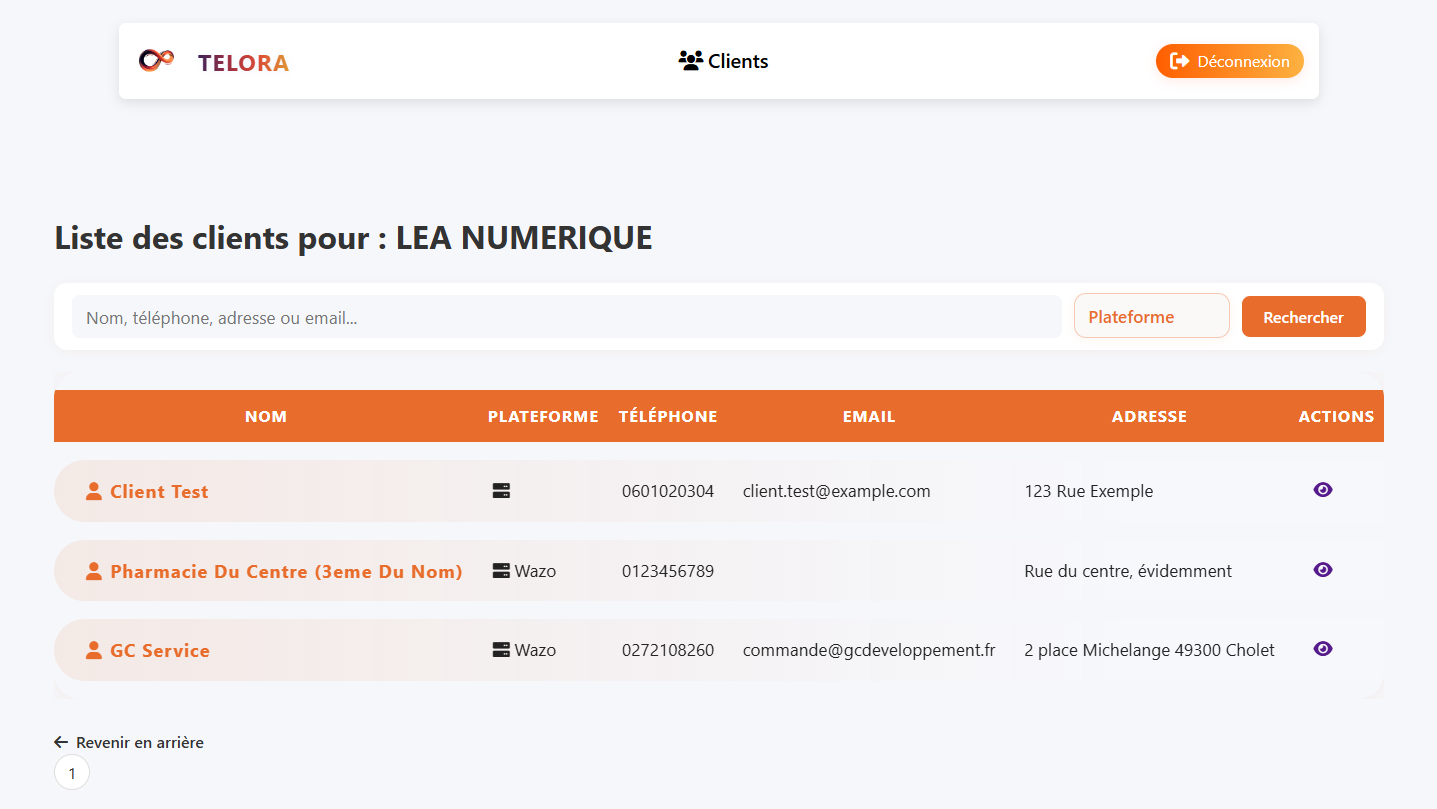 TELORA
Clients
Déconnexion
Liste des clients pour : LEA NUMERIQUE
Nom, téléphone, adresse ou email...
Plateforme
Rechercher
NOM PLATEFORME TÉLÉPHONE EMAIL ADRESSE ACTIONS
Client Test 0601020304 client.test@example.com 123 Rue Exemple
Pharmacie Du Centre (3eme Du Nom) Wazo 0123456789 Rue du centre, évidemment
GC Service Wazo 0272108260 commande@gcdeveloppement.fr 2 place Michelange 49300 Cholet
Revenir en arrière
1